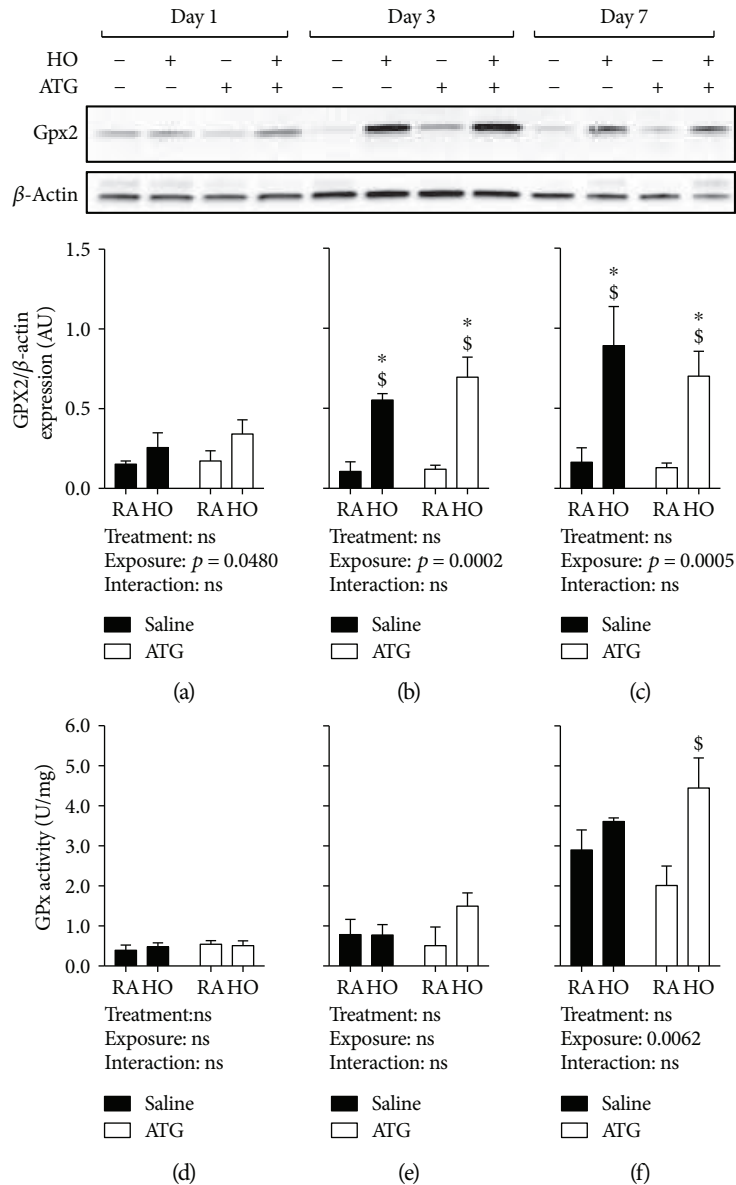 Day 1 Day 3 Day 7
HO – + – + – + – + – + – +
ATG – – + + – – + + – – + +
Gpx2
β-Actin
GPX2/β-actin
expression (AU)
1.5
1.0
0.5
0.0
* $ * $ * $ * $
RA HO RA HO RA HO RA HO RA HO RA HO
Treatment: ns Treatment: ns Treatment: ns
Exposure: p = 0.0480 Exposure: p = 0.0002 Exposure: p = 0.0005
Interaction: ns Interaction: ns Interaction: ns
Saline Saline Saline
ATG ATG ATG
(a) (b) (c)
GPx activity (U/mg)
6.0
5.0
4.0
3.0
2.0
1.0
0.0
$
RA HO RA HO RA HO RA HO RA HO RA HO
Treatment:ns Treatment: ns Treatment: ns
Exposure: ns Exposure: ns Exposure: 0.0062
Interaction: ns Interaction: ns Interaction: ns
Saline Saline Saline
ATG ATG ATG
(d) (e) (f)